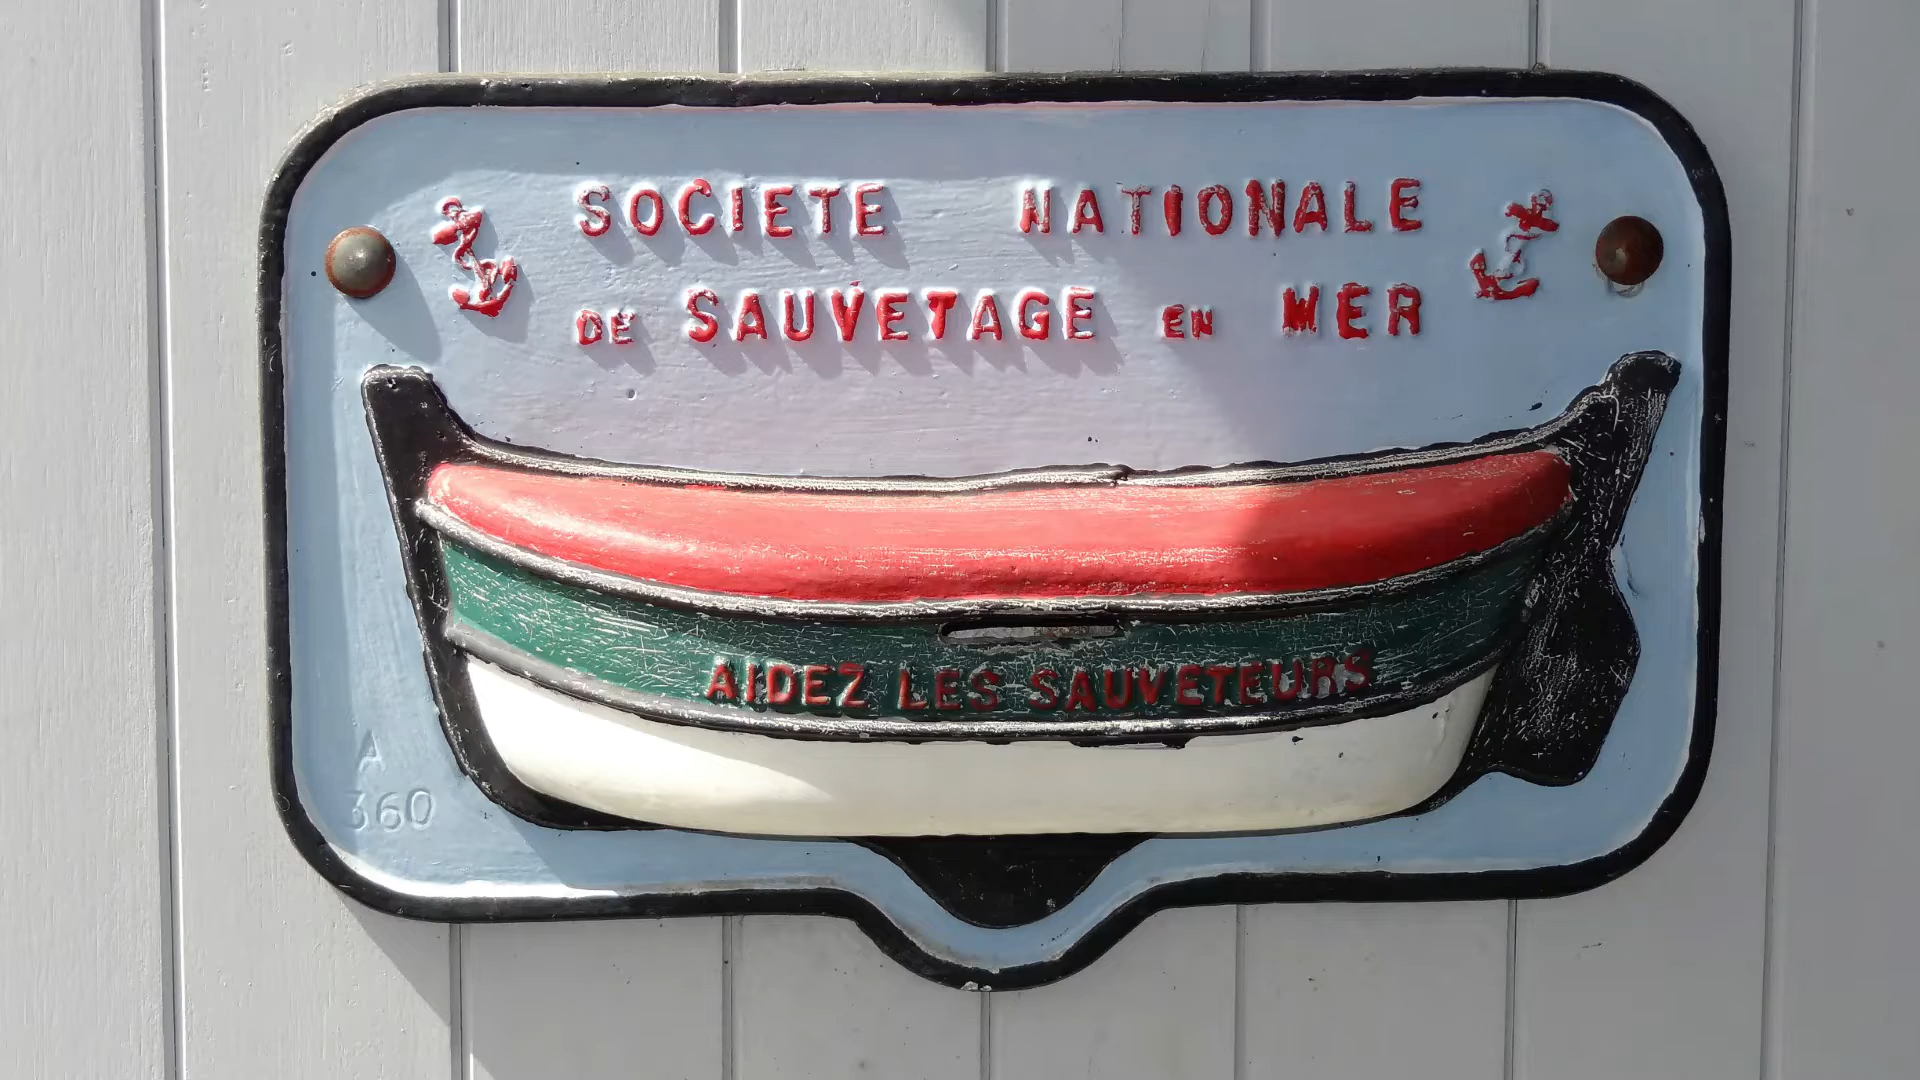 SOCIETE NATIONALE
DE SAUVETAGE EN MER
AIDEZ LES SAUVETEURS
A
360